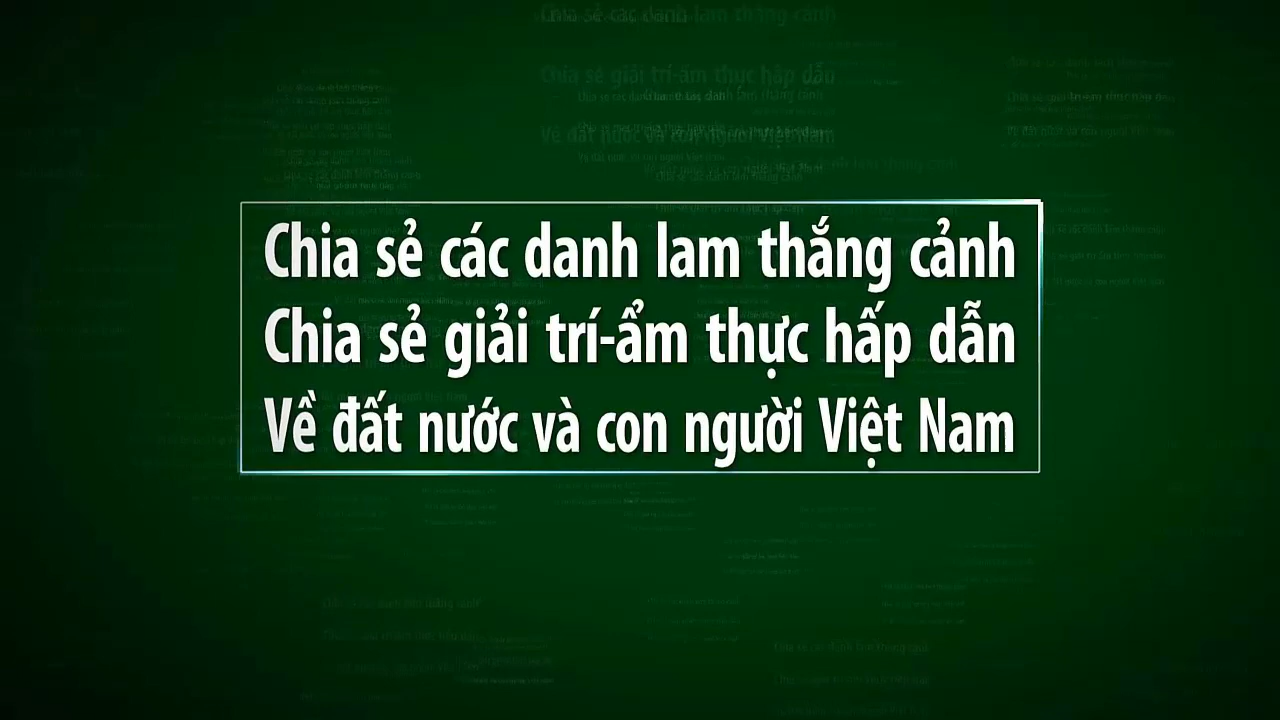 Chia sẻ các danh lam thắng cảnh
Chia sẻ giải trí-ẩm thực hấp dẫn
Về đất nước và con người Việt Nam